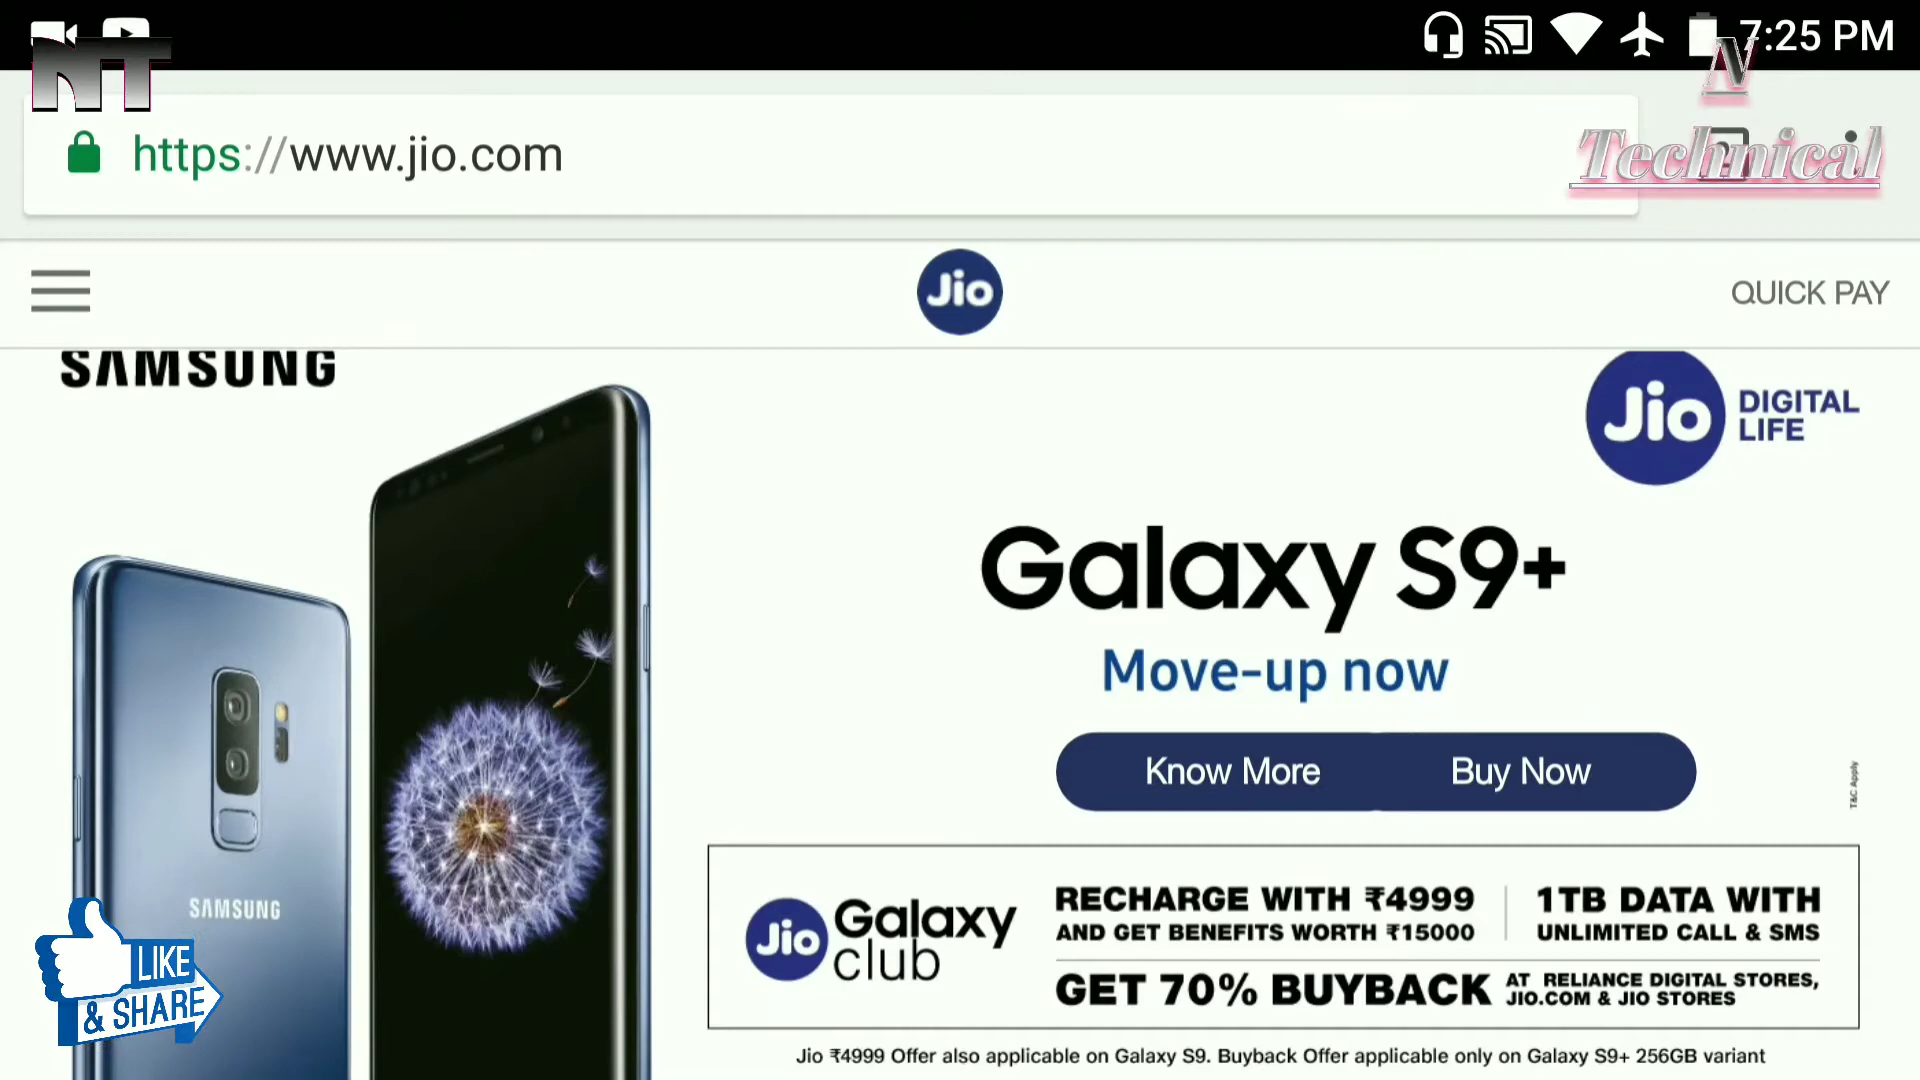 7:25 PM
NT
N
Technical
https://www.jio.com
Jio
QUICK PAY
SAMSUNG
Jio DIGITAL
LIFE
Galaxy S9+
Move-up now
Know More
Buy Now
T&C Apply
SAMSUNG
LIKE
& SHARE
Jio Galaxy
club
RECHARGE WITH ₹4999
AND GET BENEFITS WORTH ₹15000
1TB DATA WITH
UNLIMITED CALL & SMS
GET 70% BUYBACK AT RELIANCE DIGITAL STORES,
JIO.COM & JIO STORES
Jio ₹4999 Offer also applicable on Galaxy S9. Buyback Offer applicable only on Galaxy S9+ 256GB variant